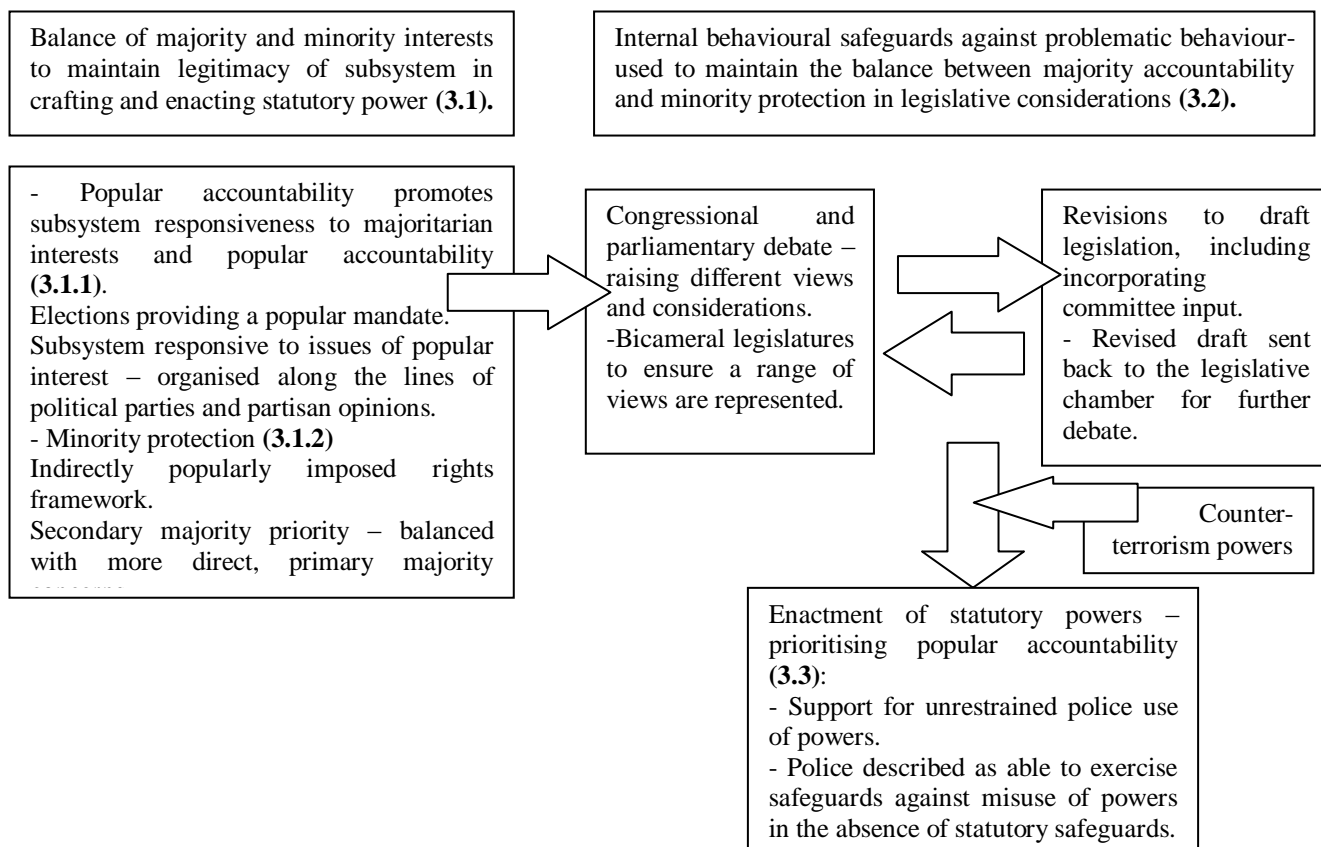 Balance of majority and minority interests
to maintain legitimacy of subsystem in
crafting and enacting statutory power (3.1).
Internal behavioural safeguards against problematic behaviour-
used to maintain the balance between majority accountability
and minority protection in legislative considerations (3.2).
- Popular accountability promotes
subsystem responsiveness to majoritarian
interests and popular accountability
(3.1.1).
Elections providing a popular mandate.
Subsystem responsive to issues of popular
interest – organised along the lines of
political parties and partisan opinions.
- Minority protection (3.1.2)
Indirectly popularly imposed rights
framework.
Secondary majority priority – balanced
with more direct, primary majority
Congressional and
parliamentary debate –
raising different views
and considerations.
-Bicameral legislatures
to ensure a range of
views are represented.
Revisions to draft
legislation, including
incorporating
committee input.
- Revised draft sent
back to the legislative
chamber for further
debate.
Counter-
terrorism powers
Enactment of statutory powers –
prioritising popular accountability
(3.3):
- Support for unrestrained police use
of powers.
- Police described as able to exercise
safeguards against misuse of powers
in the absence of statutory safeguards.